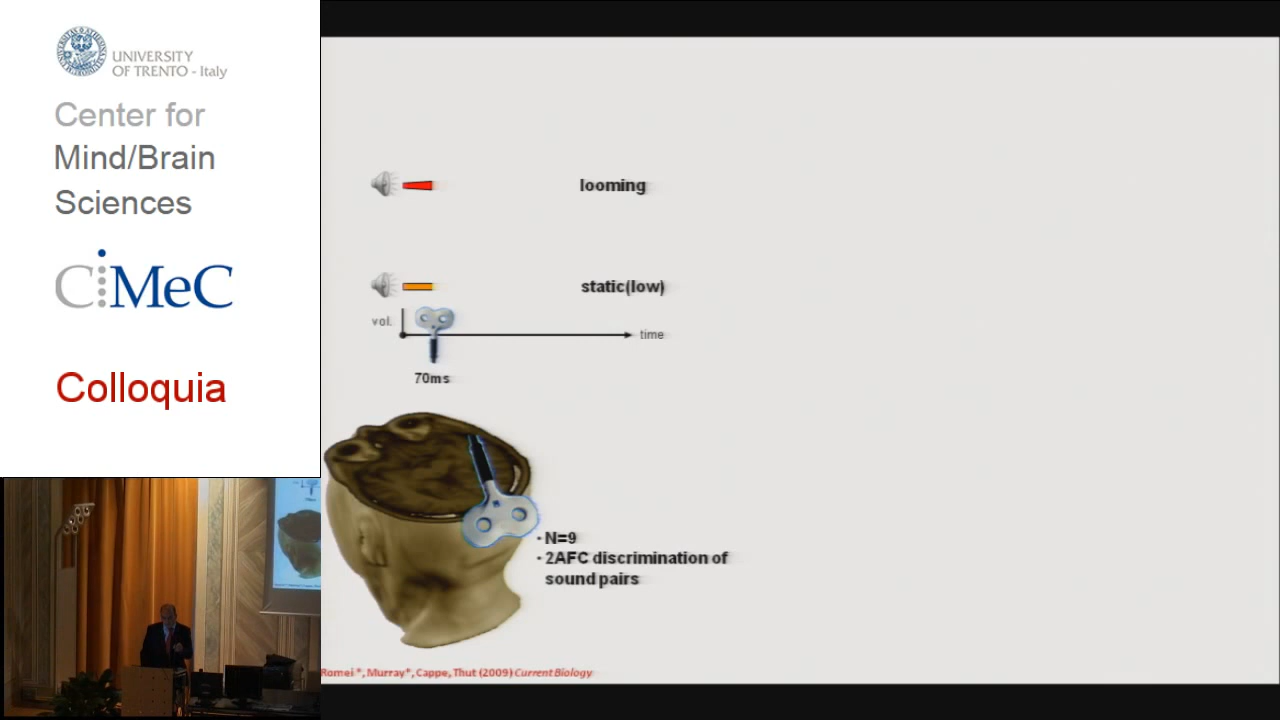 UNIVERSITY
OF TRENTO - Italy
Center for
Mind/Brain
Sciences
CiMeC
Colloquia
looming
static(low)
vol.
time
70ms
· N=9
· 2AFC discrimination of
sound pairs
Romei*, Murray*, Cappe, Thut (2009) Current Biology